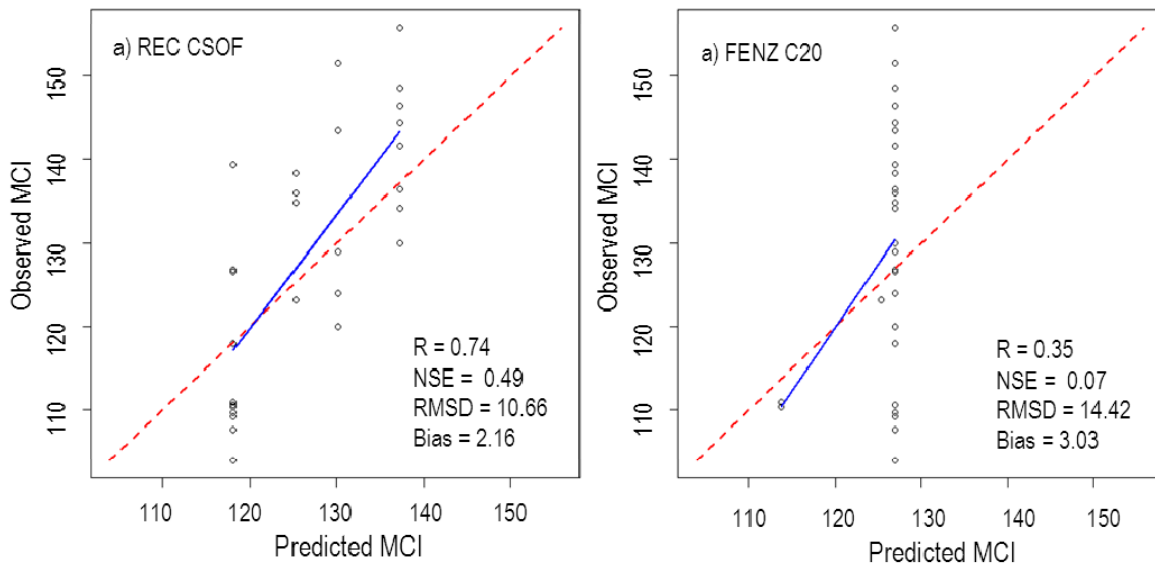 a) REC CSOF
Observed MCI
150
140
130
120
110
R = 0.74
NSE = 0.49
RMSD = 10.66
Bias = 2.16
110 120 130 140 150
Predicted MCI
a) FENZ C20
Observed MCI
150
140
130
120
110
R = 0.35
NSE = 0.07
RMSD = 14.42
Bias = 3.03
110 120 130 140 150
Predicted MCI